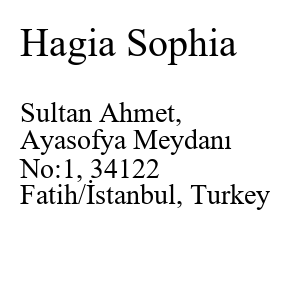 Hagia Sophia
Sultan Ahmet,
Ayasofya Meydanı
No:1, 34122
Fatih/İstanbul, Turkey